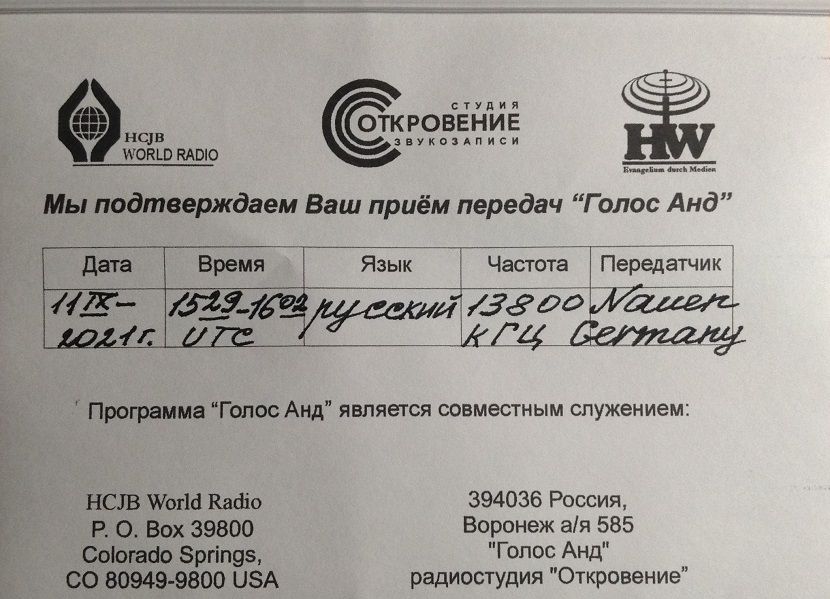 HCJB
WORLD RADIO
СТУДИЯ
ОТКРОВЕНИЕ
ЗВУКОЗАПИСИ
HW
Evangelium durch Medien
Мы подтверждаем Ваш приём передач “Голос Анд”
Дата Время Язык Частота Передатчик
11 IX– 1529–1602 русский 13800 Nauen
2021г. UTC кГц Germany
Программа “Голос Анд” является совместным служением:
HCJB World Radio
P. O. Box 39800
Colorado Springs,
CO 80949-9800 USA
394036 Россия,
Воронеж а/я 585
"Голос Анд"
радиостудия "Откровение”